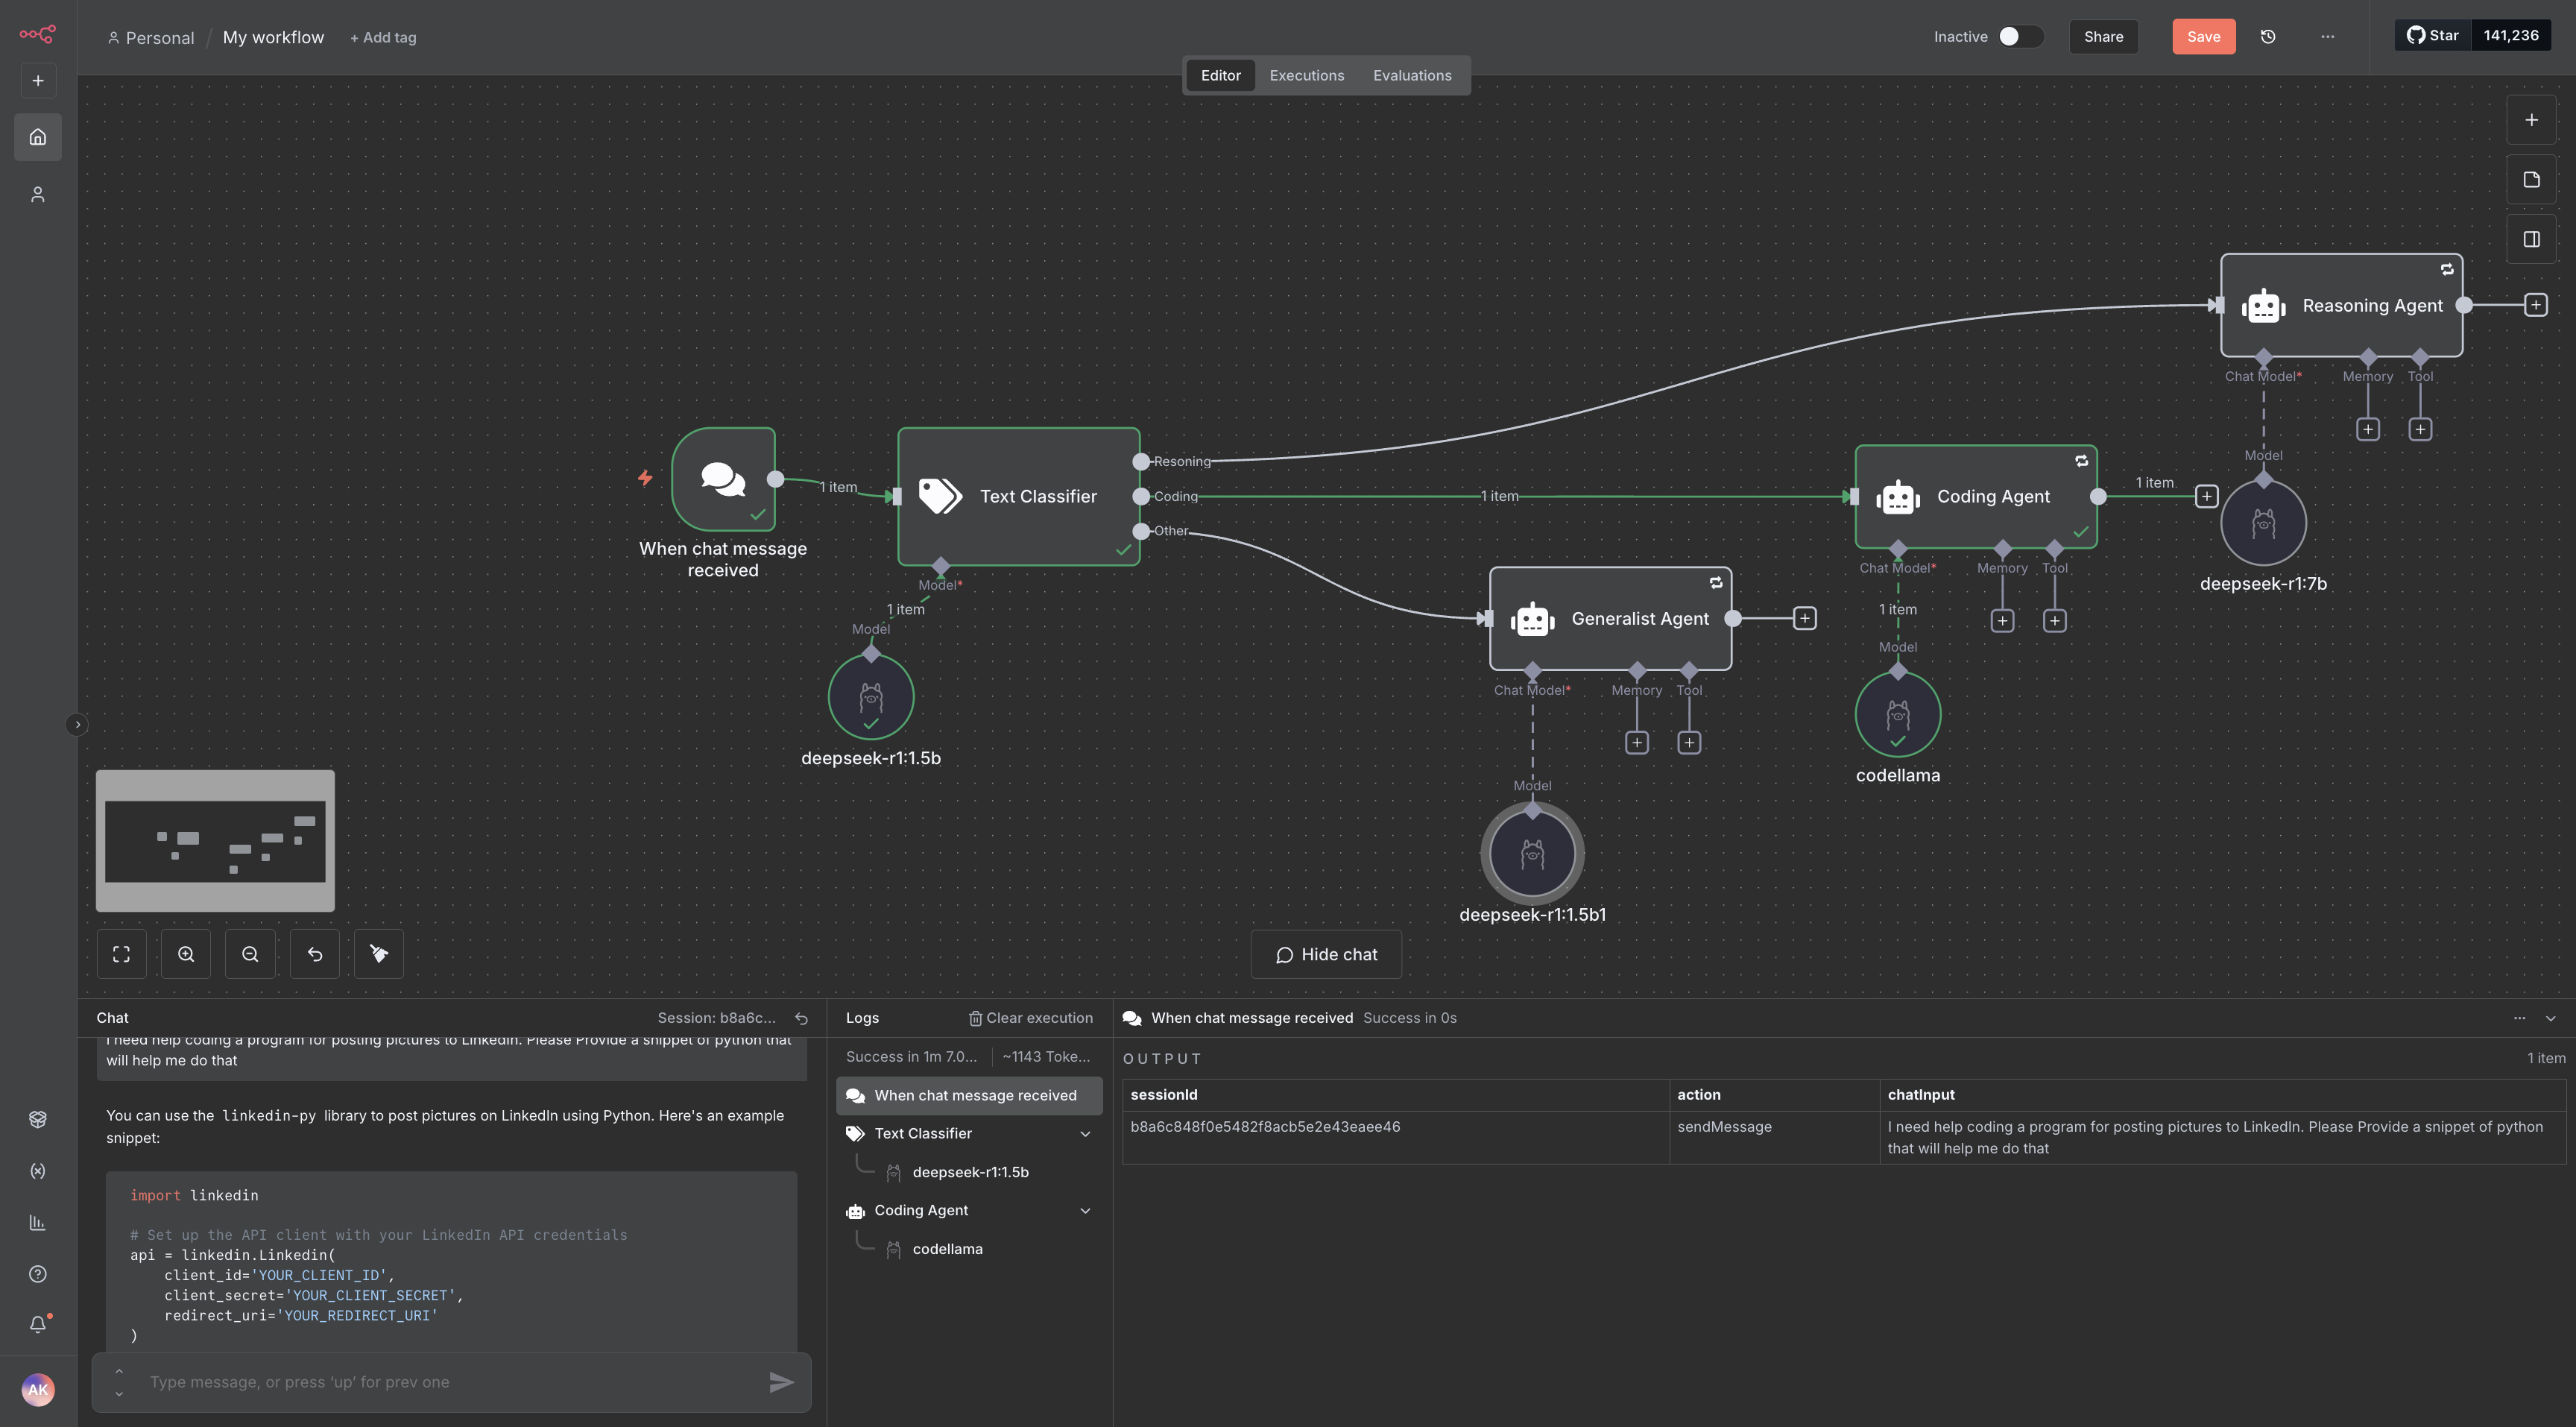 Personal / My workflow + Add tag
Inactive Share Save ... Star 141,236
Editor Executions Evaluations
Reasoning Agent
Chat Model* Memory Tool
Model
deepseek-r1:7b
When chat message
received
1 item
Text Classifier
Resoning
Coding
Other
Model*
1 item
Model
deepseek-r1:1.5b
1 item
Coding Agent
1 item
Chat Model* Memory Tool
1 item
Model
codellama
Generalist Agent
Chat Model* Memory Tool
Model
deepseek-r1:1.5b1
Hide chat
Chat Session: b8a6c...
I need help coding a program for posting pictures to LinkedIn. Please Provide a snippet of python that
will help me do that
You can use the linkedin-py library to post pictures on LinkedIn using Python. Here's an example
snippet:
import linkedin
# Set up the API client with your LinkedIn API credentials
api = linkedin.Linkedin(
client_id='YOUR_CLIENT_ID',
client_secret='YOUR_CLIENT_SECRET',
redirect_uri='YOUR_REDIRECT_URI'
)
Type message, or press ‘up’ for prev one
AK
Logs Clear execution
Success in 1m 7.0... ~1143 Toke...
When chat message received
Text Classifier
deepseek-r1:1.5b
Coding Agent
codellama
When chat message received Success in 0s
OUTPUT 1 item
sessionId action chatInput
b8a6c848f0e5482f8acb5e2e43eaee46 sendMessage I need help coding a program for posting pictures to LinkedIn. Please Provide a snippet of python
that will help me do that